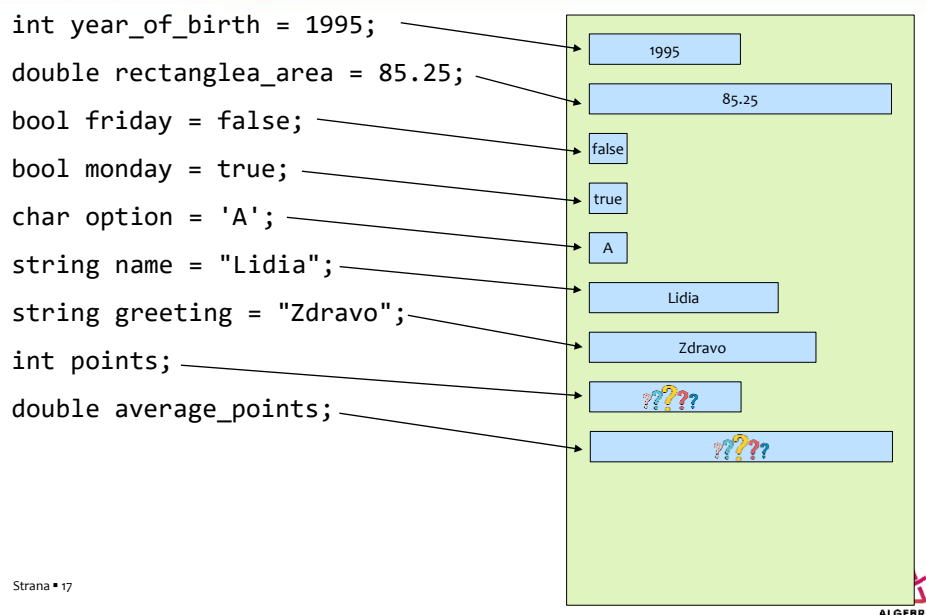 int year_of_birth = 1995;
1995
double rectanglea_area = 85.25;
85.25
bool friday = false;
false
bool monday = true;
true
char option = 'A';
A
string name = "Lidia";
Lidia
string greeting = "Zdravo";
Zdravo
int points;
?????
double average_points;
?????
Strana ▪ 17
ALGEBR